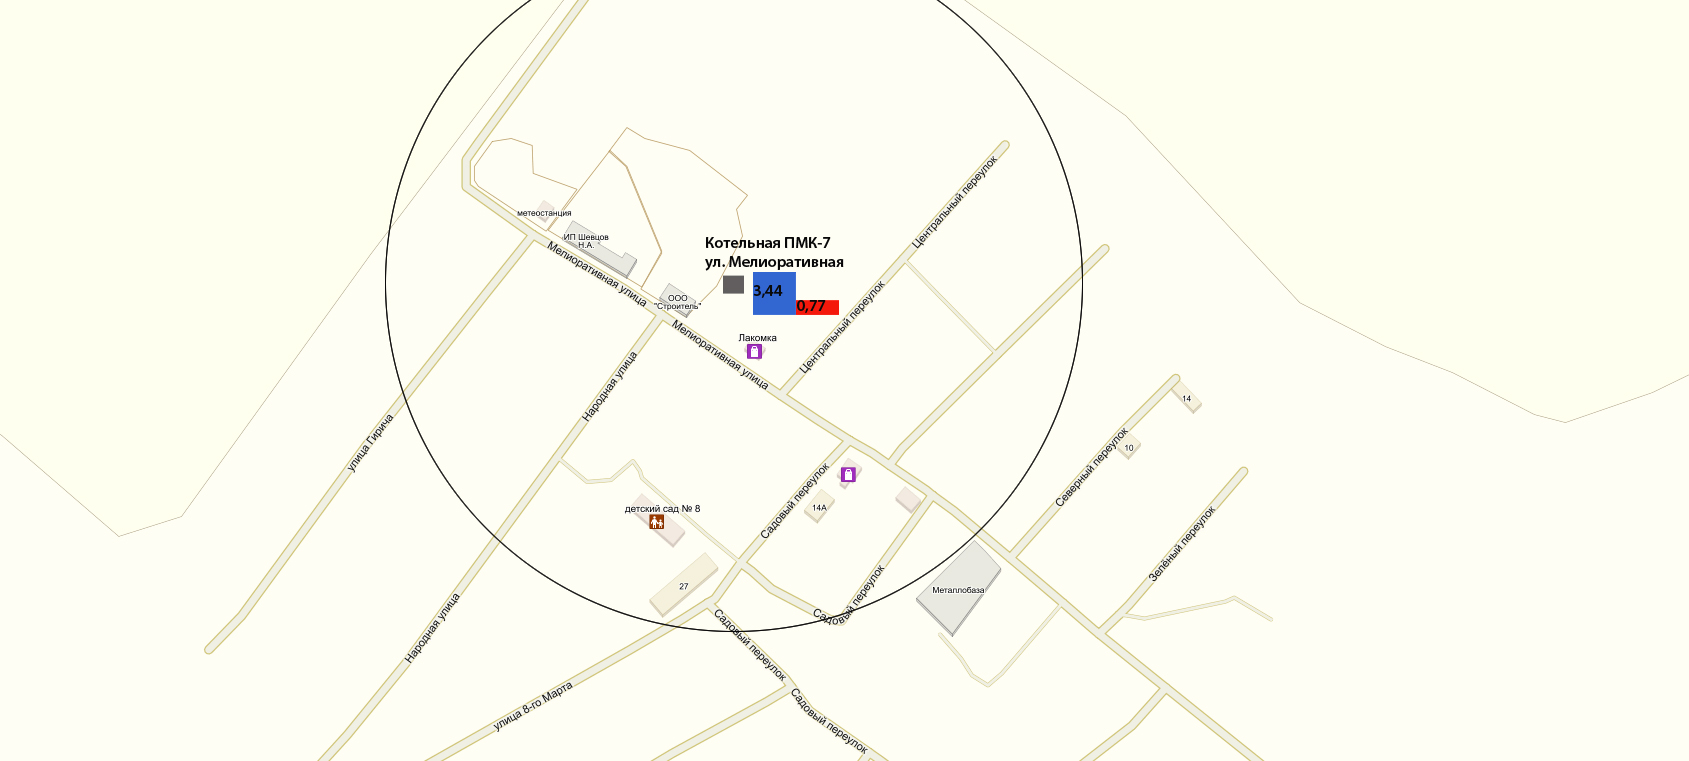 Центральный переулок
метеостанция
ИП Шевцов
Н.А.
Мелиоративная улица
Котельная ПМК-7
ул. Мелиоративная
3,44
0,77
ООО
"Строитель"
Центральный переулок
Мелиоративная улица
Лакомка
Народная улица
улица Гирича
14
10
Северный переулок
Садовый переулок
14А
детский сад № 8
27
Зелёный переулок
Металлобаза
Садовый переулок
Садовый переулок
Народная улица
улица 8-го Марта
Садовый переулок